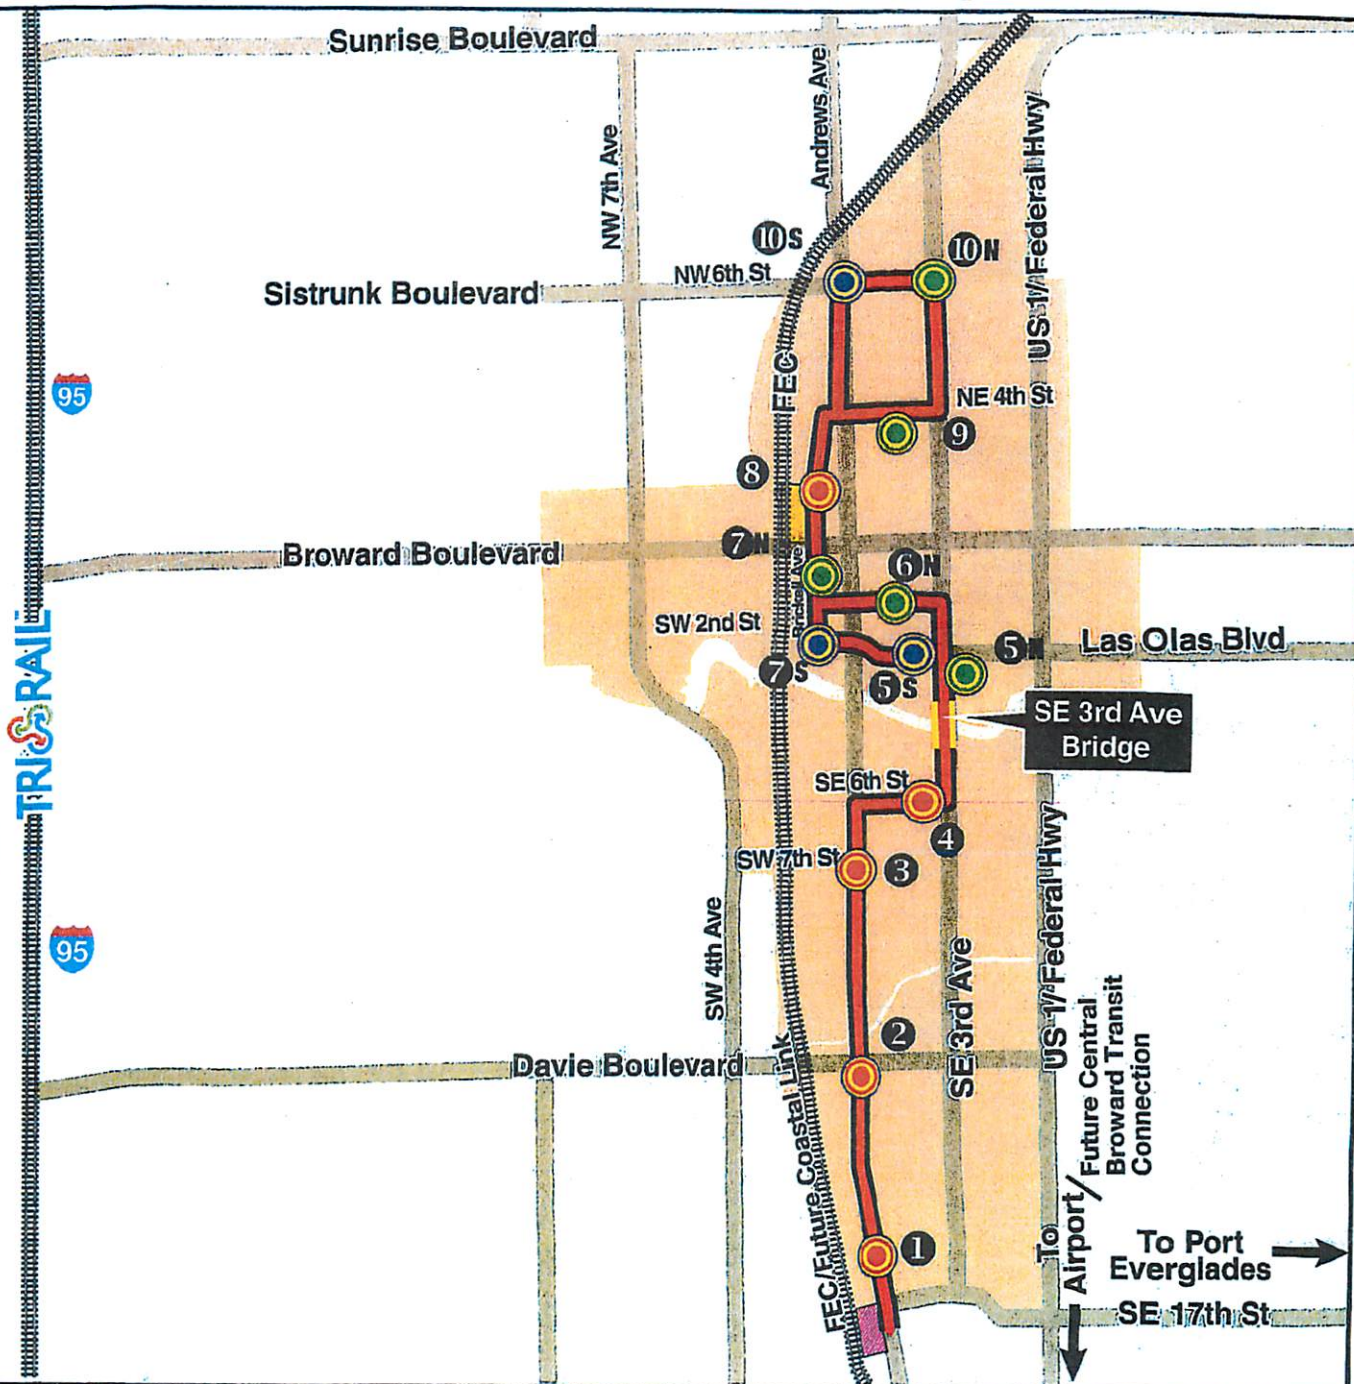 Sunrise Boulevard
Andrews Ave
NW 7th Ave
US 1/Federal Hwy
10 S
10 N
NW 6th St
Sistrunk Boulevard
FEC
95
NE 4th St
9
8
7 N
Broward Boulevard
6 N
Brickell Ave
SW 2nd St
5 N
Las Olas Blvd
7 S
5 S
TRI RAIL
SE 3rd Ave
Bridge
SE 6th St
4
SW 7th St
3
US 1/Federal Hwy
95
SW 4th Ave
SE 3rd Ave
2
Davie Boulevard
FEC/Future Coastal Link
Future Central
Broward Transit
Connection
1
To
Airport/
To Port
Everglades
SE 17th St